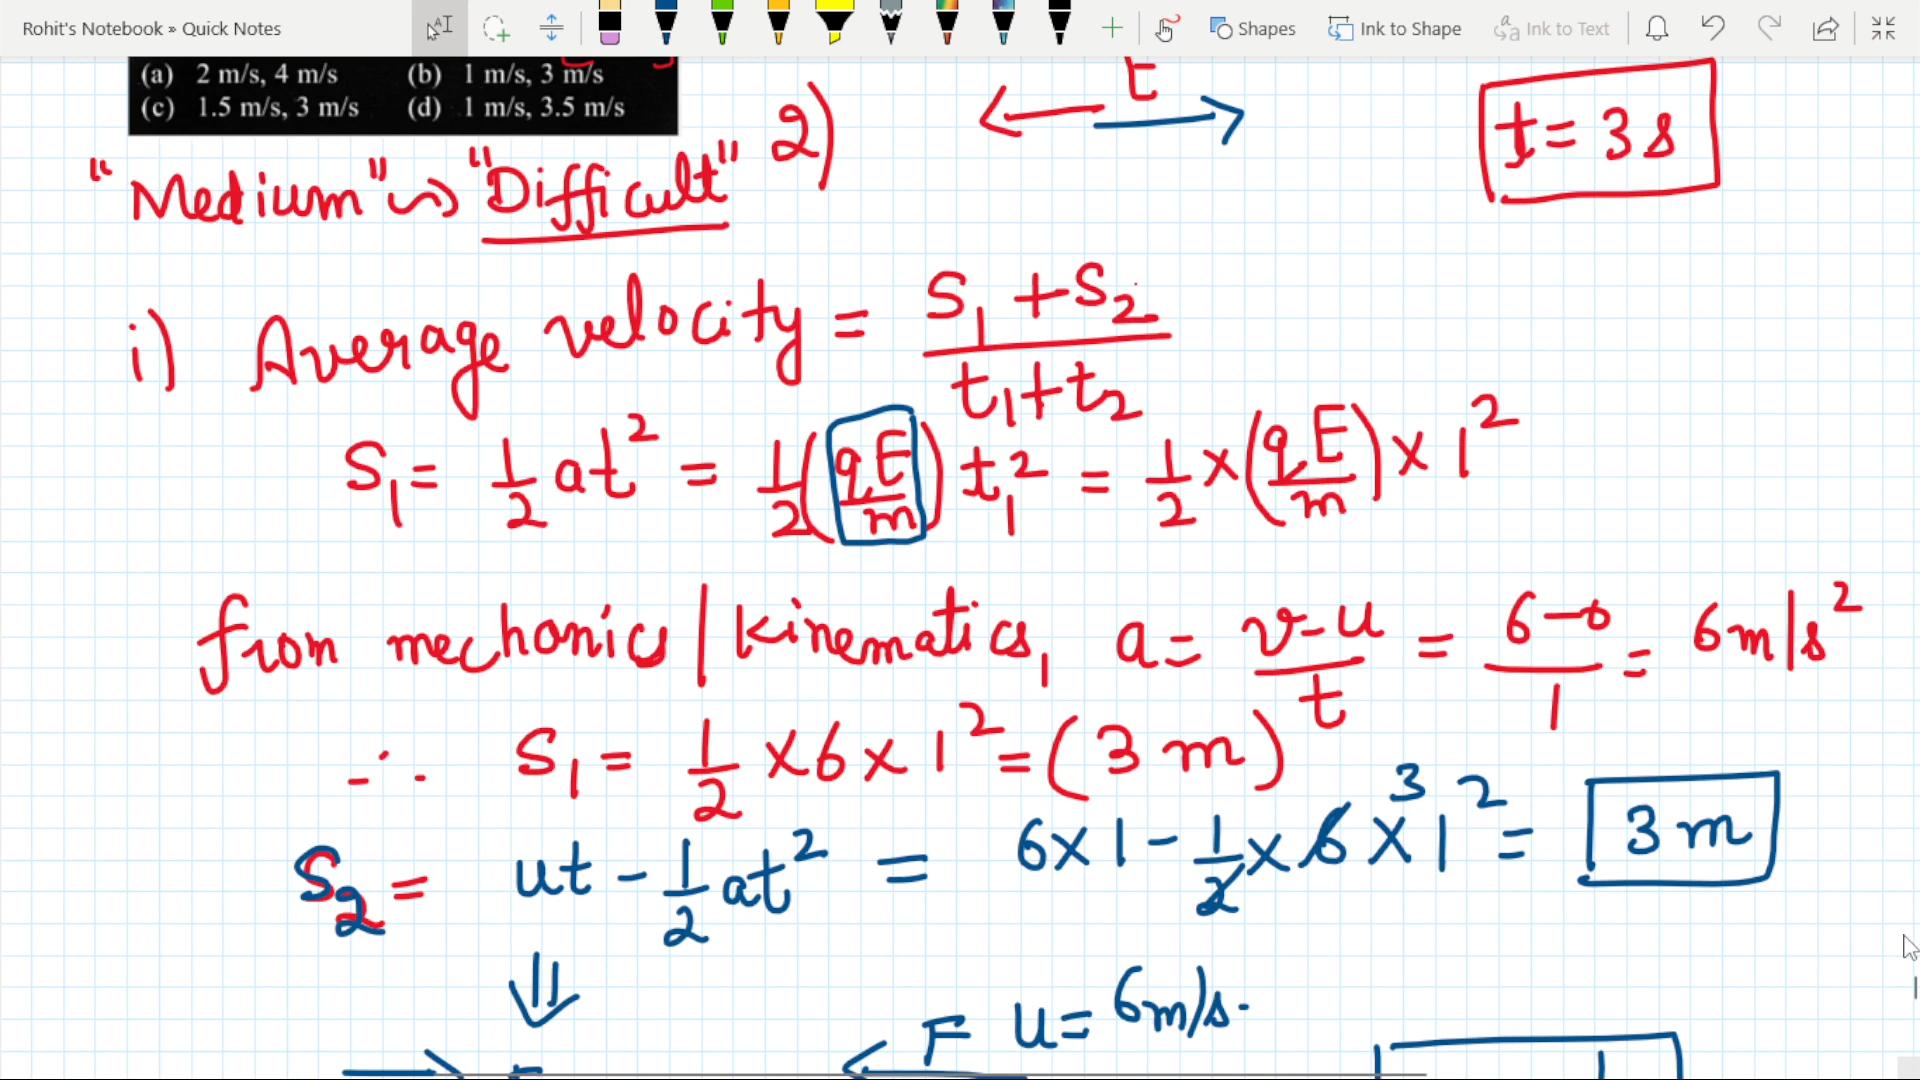 Rohit's Notebook » Quick Notes
Shapes Ink to Shape Ink to Text
(a) 2 m/s, 4 m/s (b) 1 m/s, 3 m/s
(c) 1.5 m/s, 3 m/s (d) 1 m/s, 3.5 m/s
2)
t = 3s
"Medium" "Difficult"
i) Average velocity = (S₁ + S₂)/(t₁ + t₂)
S₁ = 1/2 at² = 1/2 (qE/m) t₁² = 1/2 × (qE/m) × 1²
from mechanics / kinematics, a = (v - u)/t = (6 - 0)/1 = 6m/s²
∴ S₁ = 1/2 × 6 × 1² = (3 m)
S₂ = ut - 1/2 at² = 6 × 1 - 1/2 × 6 × 1² = 3 m
3
F u = 6m/s.